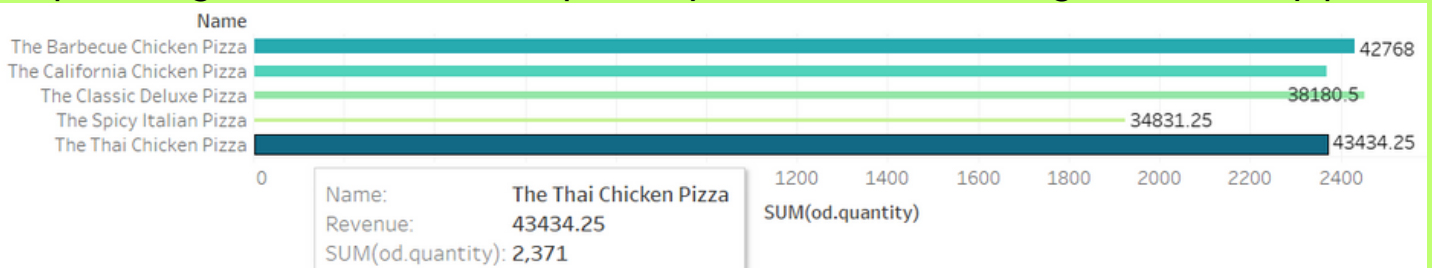 Name
The Barbecue Chicken Pizza 42768
The California Chicken Pizza
The Classic Deluxe Pizza 38180.5
The Spicy Italian Pizza 34831.25
The Thai Chicken Pizza 43434.25
0 1200 1400 1600 1800 2000 2200 2400
SUM(od.quantity)
Name: The Thai Chicken Pizza
Revenue: 43434.25
SUM(od.quantity): 2,371